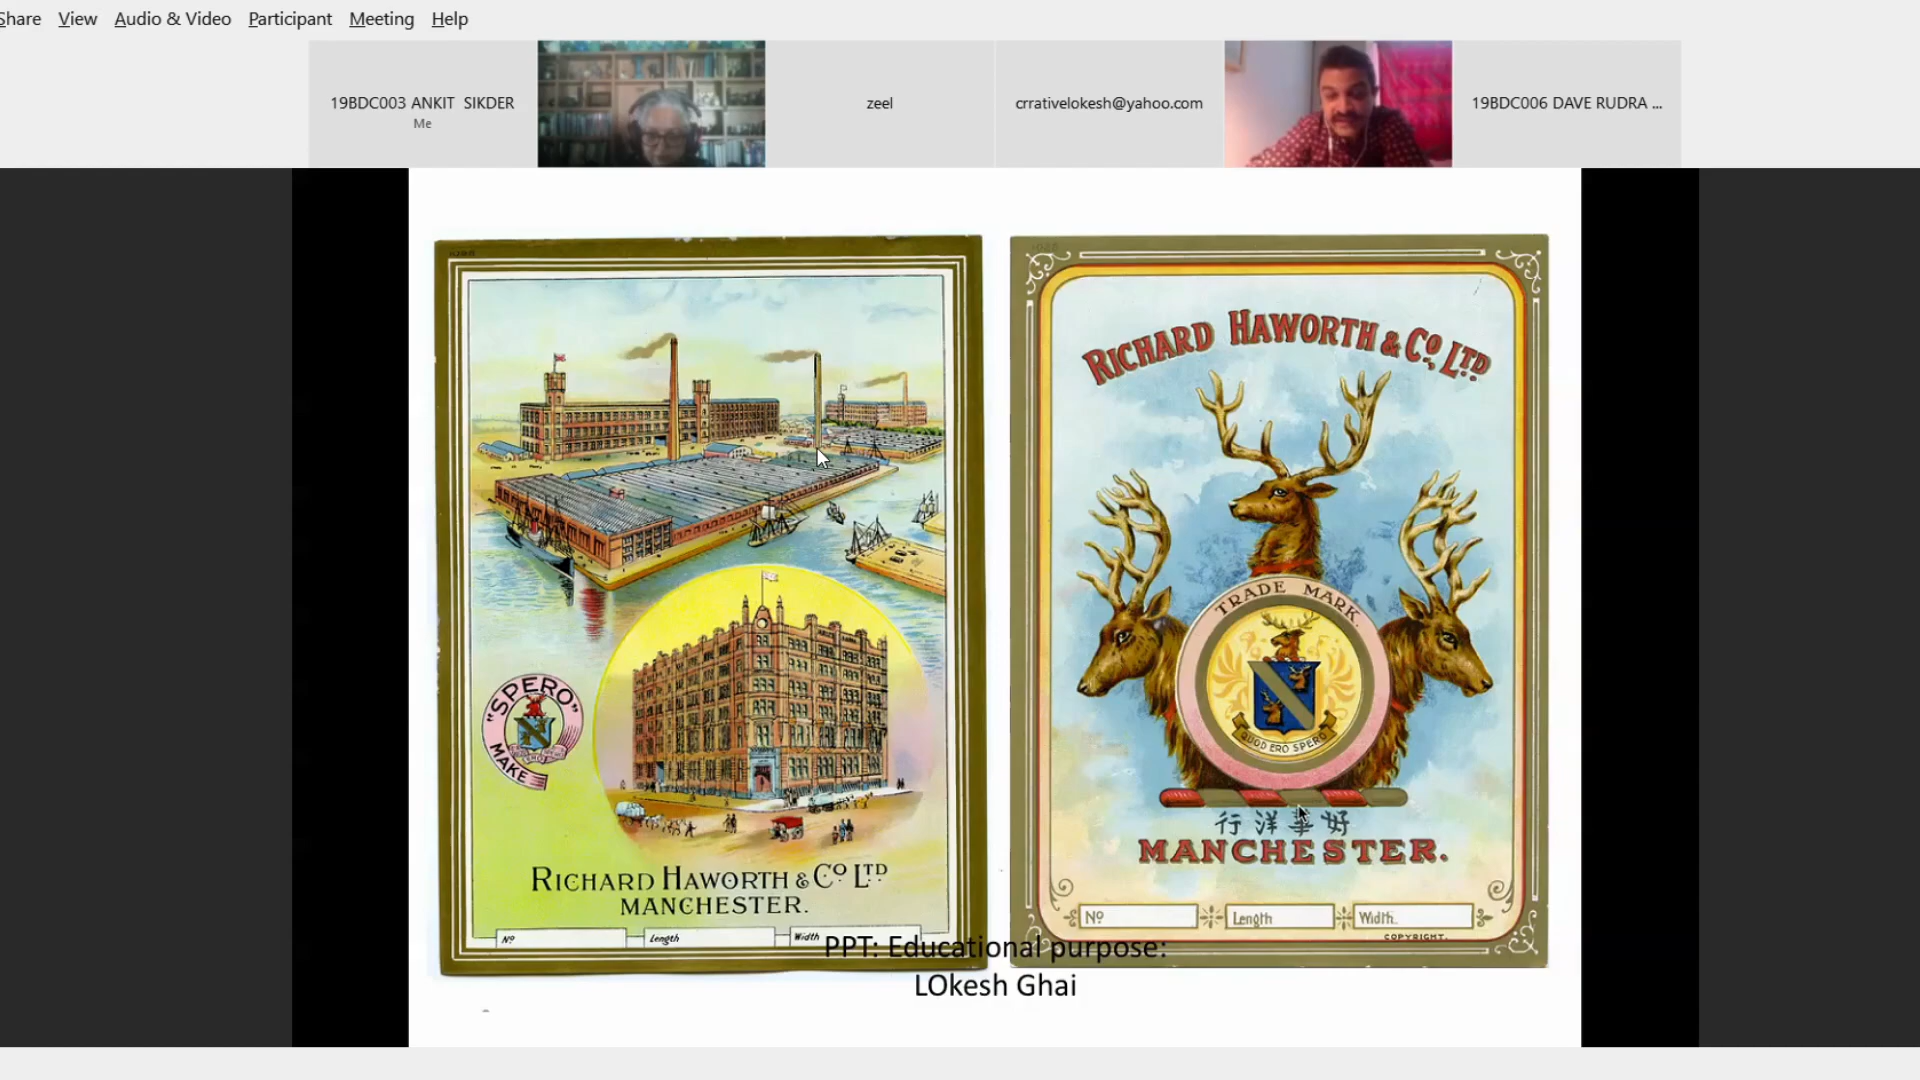 Share View Audio & Video Participant Meeting Help
19BDC003 ANKIT SIKDER
Me
zeel
crrativelokesh@yahoo.com
19BDC006 DAVE RUDRA ...
"SPERO"
MAKE
RICHARD HAWORTH & Co LTD
MANCHESTER.
No Length Width
RICHARD HAWORTH & Co., LTD
TRADE MARK
QUOD ERO SPERO
行洋華好
MANCHESTER.
No Length Width.
COPYRIGHT.
PPT: Educational purpose:
LOkesh Ghai